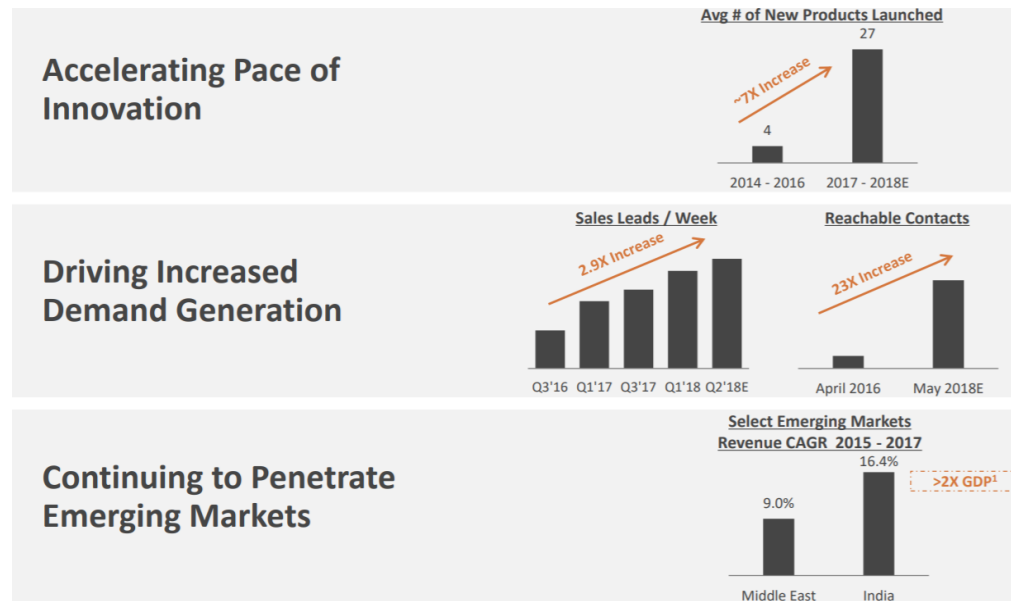 Accelerating Pace of
Innovation
Avg # of New Products Launched
27
~7X Increase
4
2014 - 2016
2017 - 2018E
Driving Increased
Demand Generation
Sales Leads / Week
2.9X Increase
Q3'16 Q1'17 Q3'17 Q1'18 Q2'18E
Reachable Contacts
23X Increase
April 2016
May 2018E
Continuing to Penetrate
Emerging Markets
Select Emerging Markets
Revenue CAGR 2015 - 2017
16.4%
>2X GDP¹
9.0%
Middle East
India